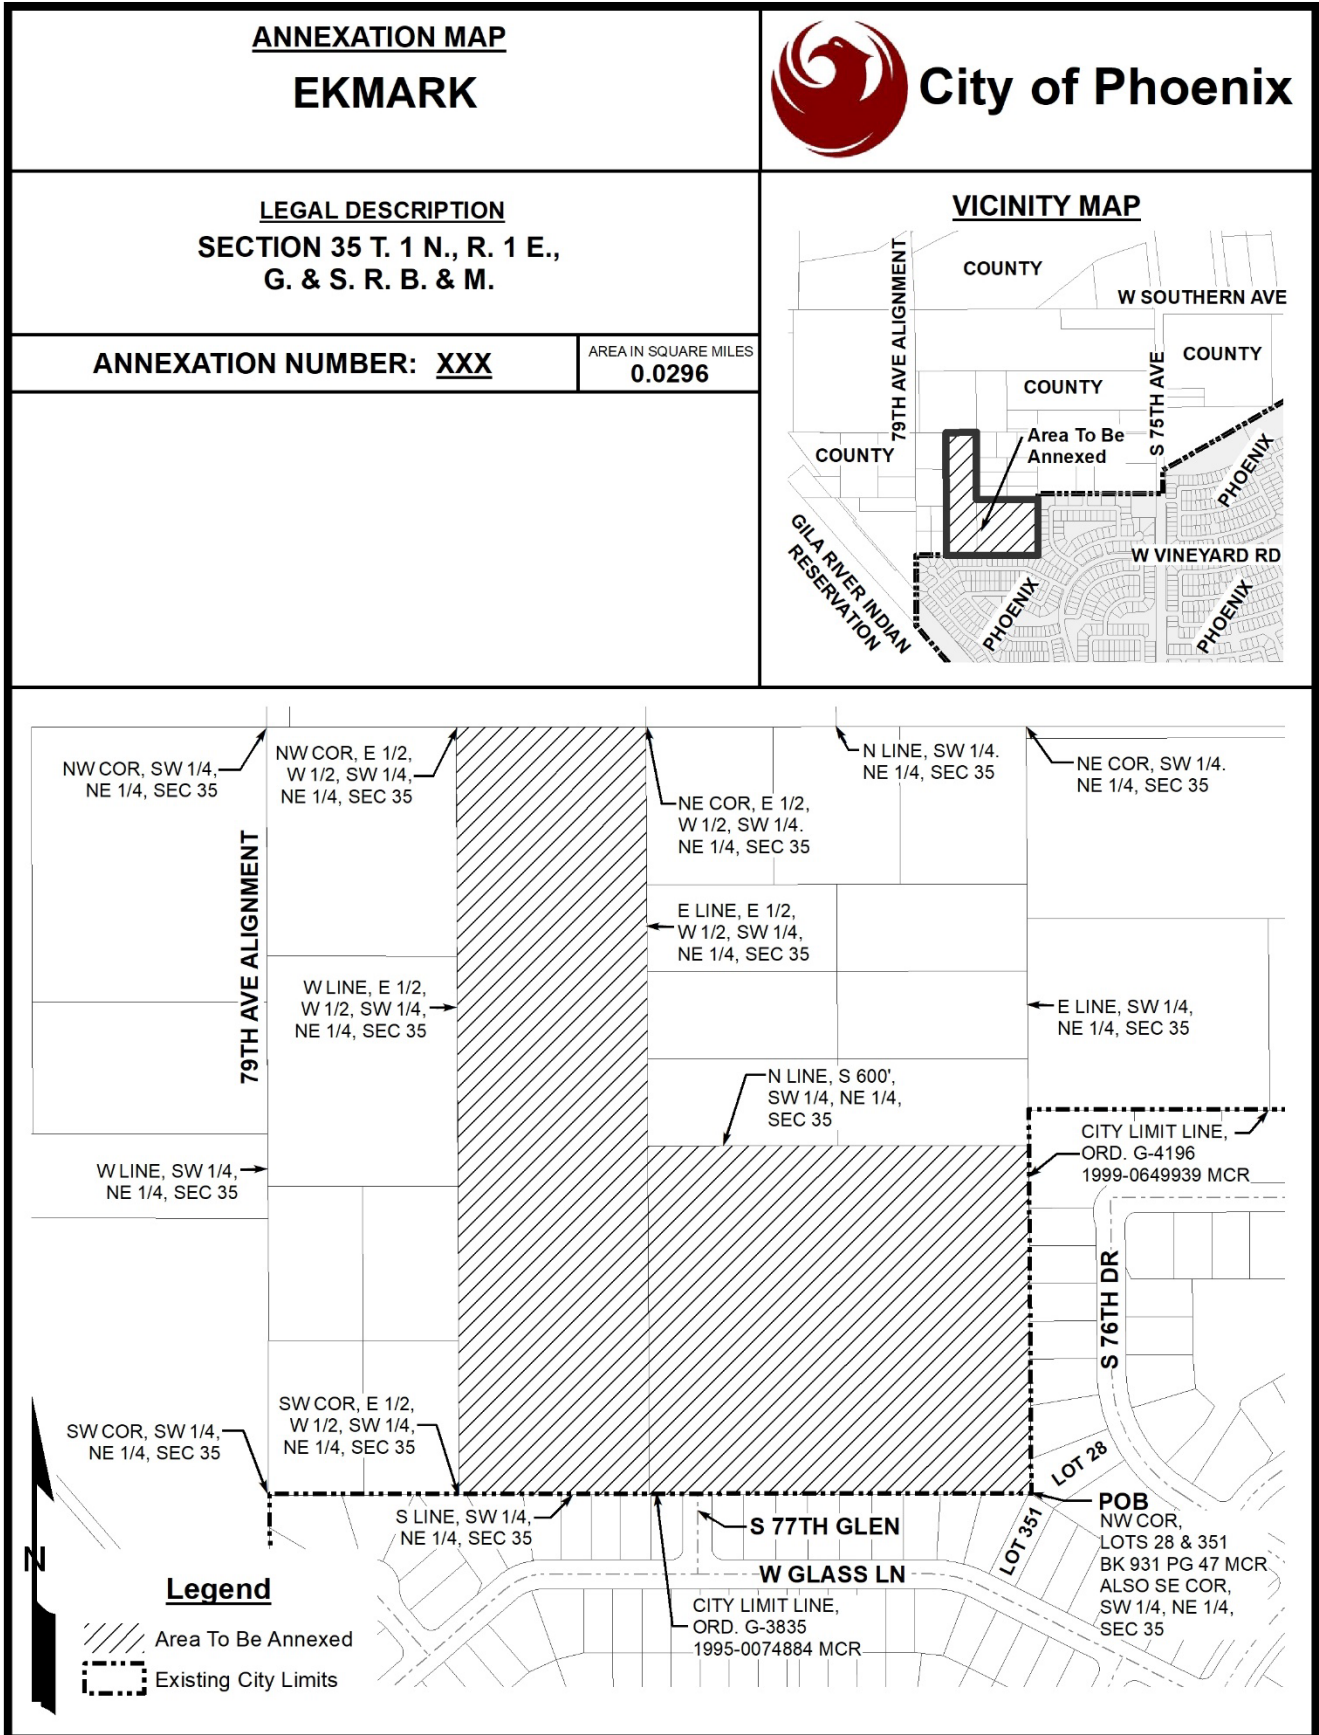 ANNEXATION MAP
EKMARK
City of Phoenix
LEGAL DESCRIPTION
SECTION 35 T. 1 N., R. 1 E.,
G. & S. R. B. & M.
ANNEXATION NUMBER: XXX
AREA IN SQUARE MILES
0.0296
VICINITY MAP
79TH AVE ALIGNMENT
COUNTY
W SOUTHERN AVE
COUNTY
S 75TH AVE
COUNTY
COUNTY
Area To Be
Annexed
PHOENIX
GILA RIVER INDIAN
RESERVATION
W VINEYARD RD
PHOENIX
PHOENIX
NW COR, SW 1/4,
NE 1/4, SEC 35
NW COR, E 1/2,
W 1/2, SW 1/4,
NE 1/4, SEC 35
NE COR, E 1/2,
W 1/2, SW 1/4.
NE 1/4, SEC 35
N LINE, SW 1/4.
NE 1/4, SEC 35
NE COR, SW 1/4.
NE 1/4, SEC 35
79TH AVE ALIGNMENT
E LINE, E 1/2,
W 1/2, SW 1/4,
NE 1/4, SEC 35
W LINE, E 1/2,
W 1/2, SW 1/4,
NE 1/4, SEC 35
E LINE, SW 1/4,
NE 1/4, SEC 35
N LINE, S 600',
SW 1/4, NE 1/4,
SEC 35
CITY LIMIT LINE,
ORD. G-4196
1999-0649939 MCR
W LINE, SW 1/4,
NE 1/4, SEC 35
S 76TH DR
SW COR, SW 1/4,
NE 1/4, SEC 35
SW COR, E 1/2,
W 1/2, SW 1/4,
NE 1/4, SEC 35
LOT 28
S LINE, SW 1/4,
NE 1/4, SEC 35
S 77TH GLEN
LOT 351
POB
NW COR,
LOTS 28 & 351
BK 931 PG 47 MCR
ALSO SE COR,
SW 1/4, NE 1/4,
SEC 35
W GLASS LN
CITY LIMIT LINE,
ORD. G-3835
1995-0074884 MCR
N
Legend
Area To Be Annexed
Existing City Limits